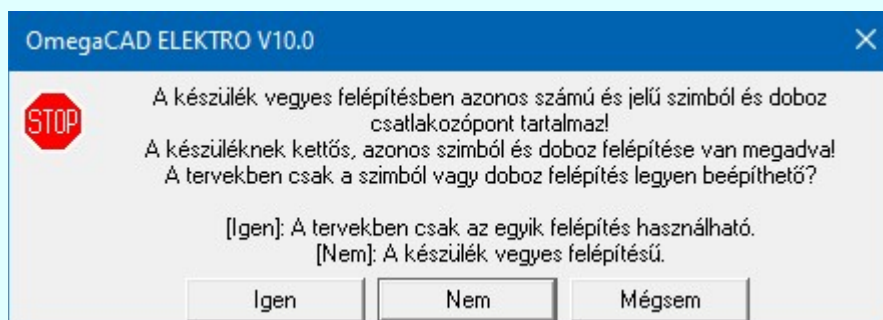 OmegaCAD ELEKTRO V10.0
STOP
A készülék vegyes felépítésben azonos számú és jelű szimból és doboz
csatlakozópont tartalmaz!
A készüléknek kettős, azonos szimból és doboz felépítése van megadva!
A tervekben csak a szimból vagy doboz felépítés legyen beépíthető?
[Igen]: A tervekben csak az egyik felépítés használható.
[Nem]: A készülék vegyes felépítésű.
Igen
Nem
Mégsem